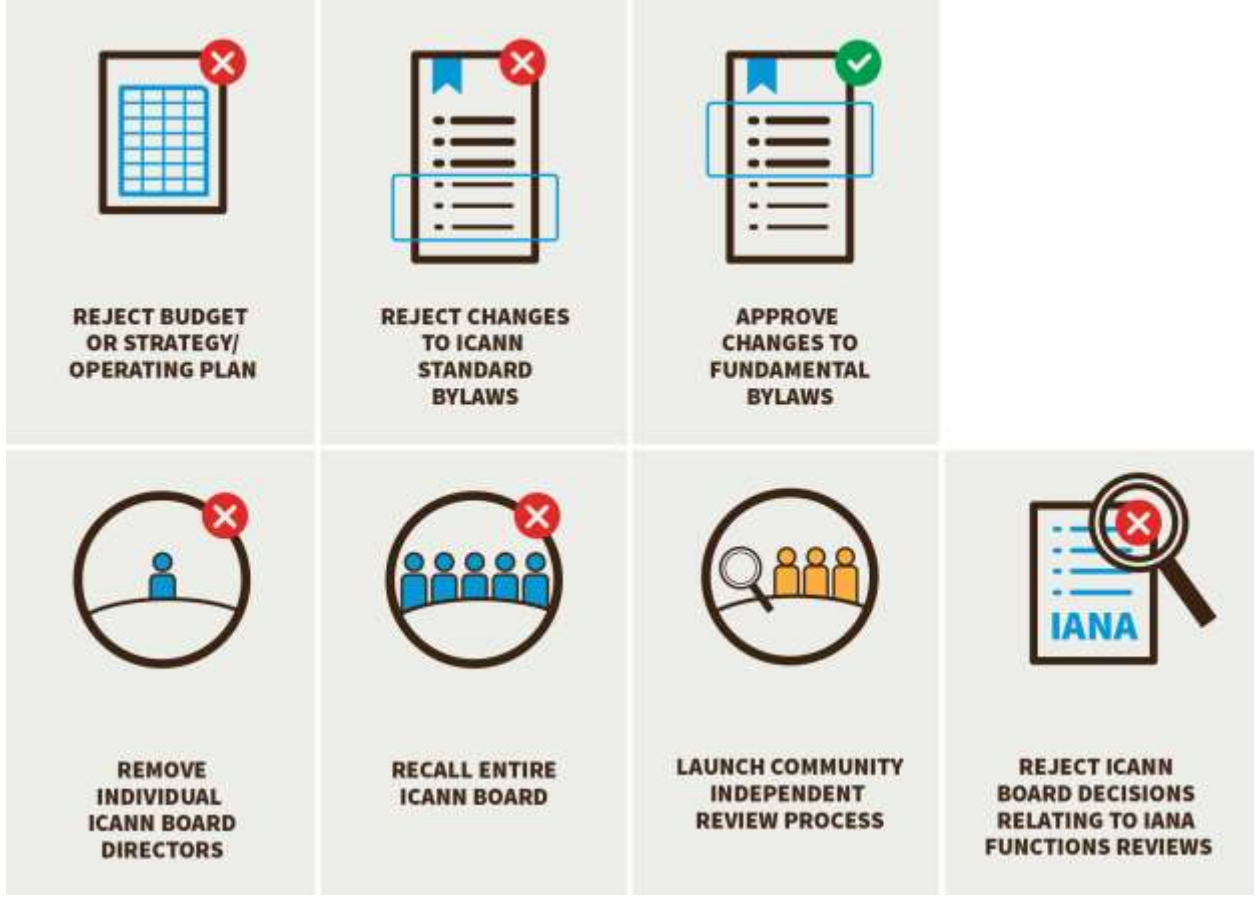 REJECT BUDGET
OR STRATEGY/
OPERATING PLAN
REJECT CHANGES
TO ICANN
STANDARD
BYLAWS
APPROVE
CHANGES TO
FUNDAMENTAL
BYLAWS
REMOVE
INDIVIDUAL
ICANN BOARD
DIRECTORS
RECALL ENTIRE
ICANN BOARD
LAUNCH COMMUNITY
INDEPENDENT
REVIEW PROCESS
IANA
REJECT ICANN
BOARD DECISIONS
RELATING TO IANA
FUNCTIONS REVIEWS